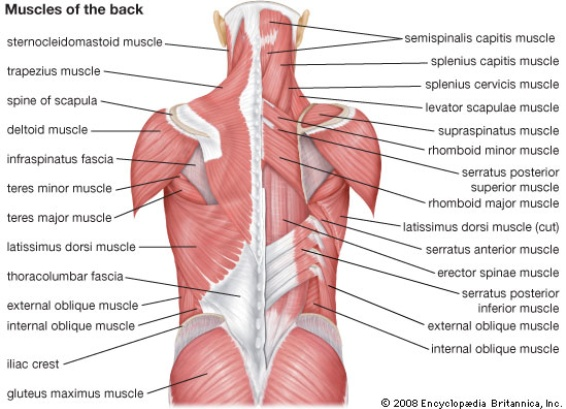 Muscles of the back
sternocleidomastoid muscle
trapezius muscle
spine of scapula
deltoid muscle
infraspinatus fascia
teres minor muscle
teres major muscle
latissimus dorsi muscle
thoracolumbar fascia
external oblique muscle
internal oblique muscle
iliac crest
gluteus maximus muscle
semispinalis capitis muscle
splenius capitis muscle
splenius cervicis muscle
levator scapulae muscle
supraspinatus muscle
rhomboid minor muscle
serratus posterior
superior muscle
rhomboid major muscle
latissimus dorsi muscle (cut)
serratus anterior muscle
erector spinae muscle
serratus posterior
inferior muscle
external oblique muscle
internal oblique muscle
© 2008 Encyclopædia Britannica, Inc.